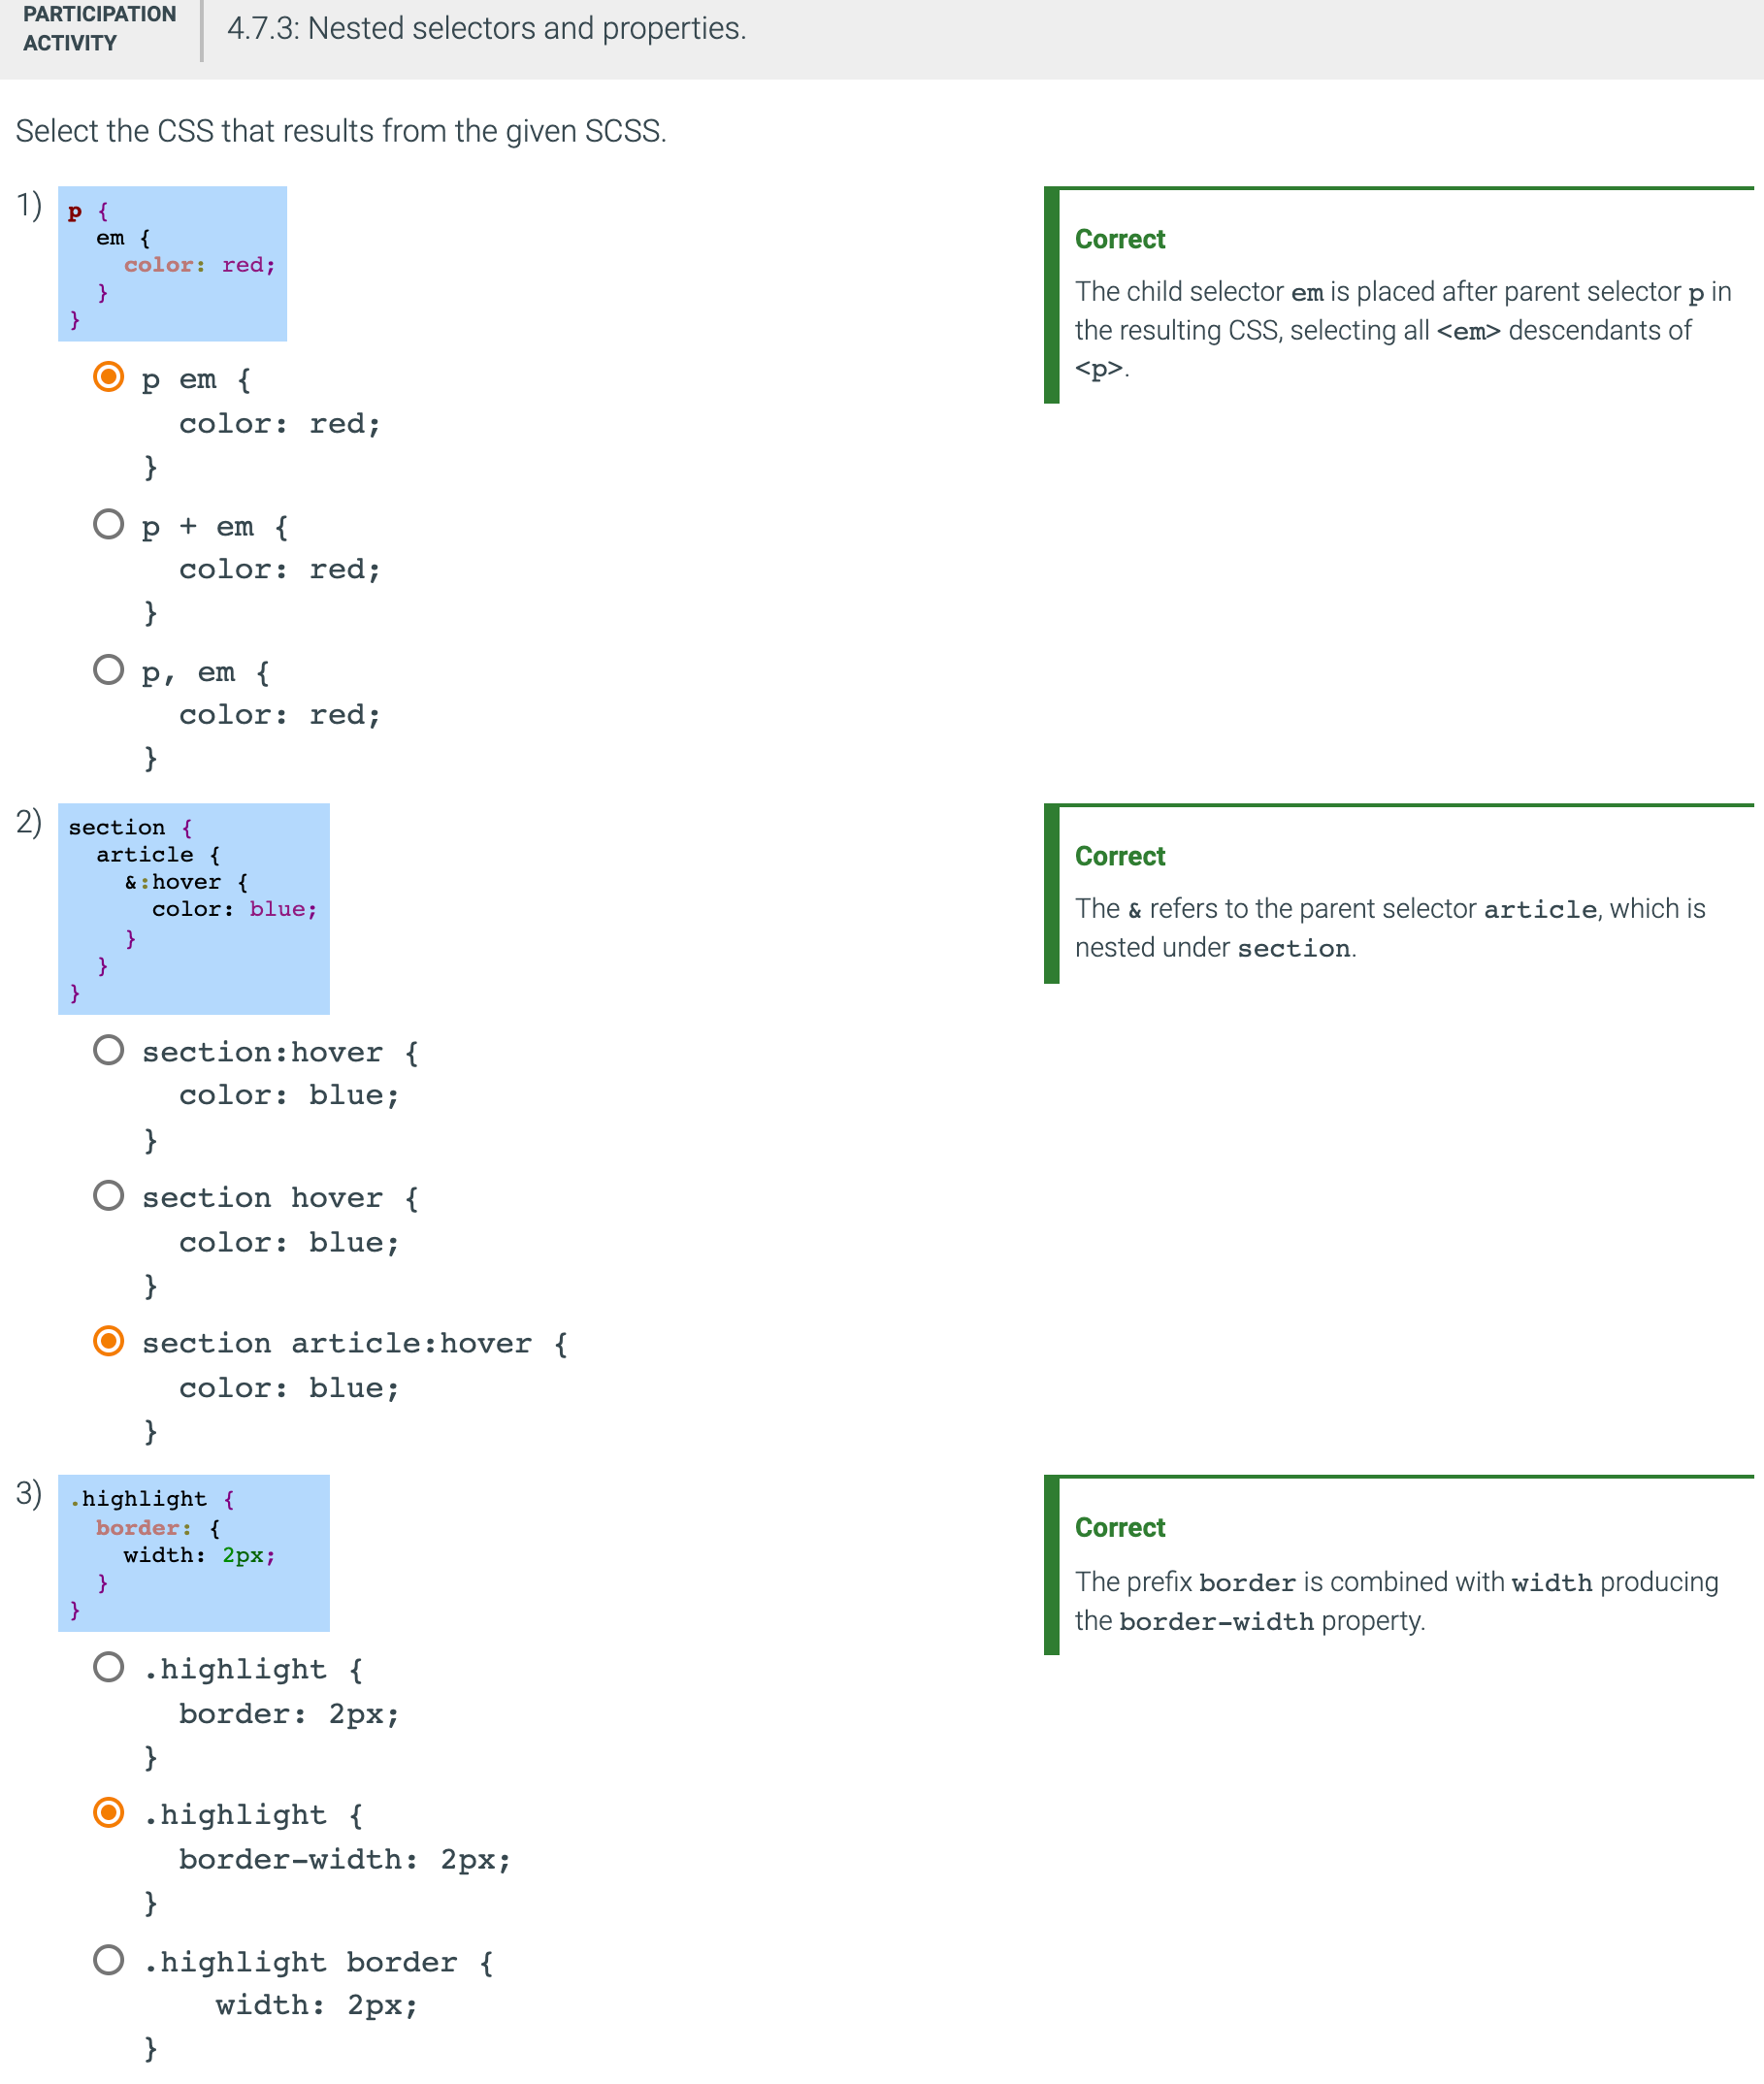 PARTICIPATION
ACTIVITY
4.7.3: Nested selectors and properties.
Select the CSS that results from the given SCSS.
1)
p {
  em {
    color: red;
  }
}
Correct
The child selector em is placed after parent selector p in
the resulting CSS, selecting all <em> descendants of
<p>.
p em {
  color: red;
}
p + em {
  color: red;
}
p, em {
  color: red;
}
2)
section {
  article {
    &:hover {
      color: blue;
    }
  }
}
Correct
The & refers to the parent selector article, which is
nested under section.
section:hover {
  color: blue;
}
section hover {
  color: blue;
}
section article:hover {
  color: blue;
}
3)
.highlight {
  border: {
    width: 2px;
  }
}
Correct
The prefix border is combined with width producing
the border-width property.
.highlight {
  border: 2px;
}
.highlight {
  border-width: 2px;
}
.highlight border {
    width: 2px;
}